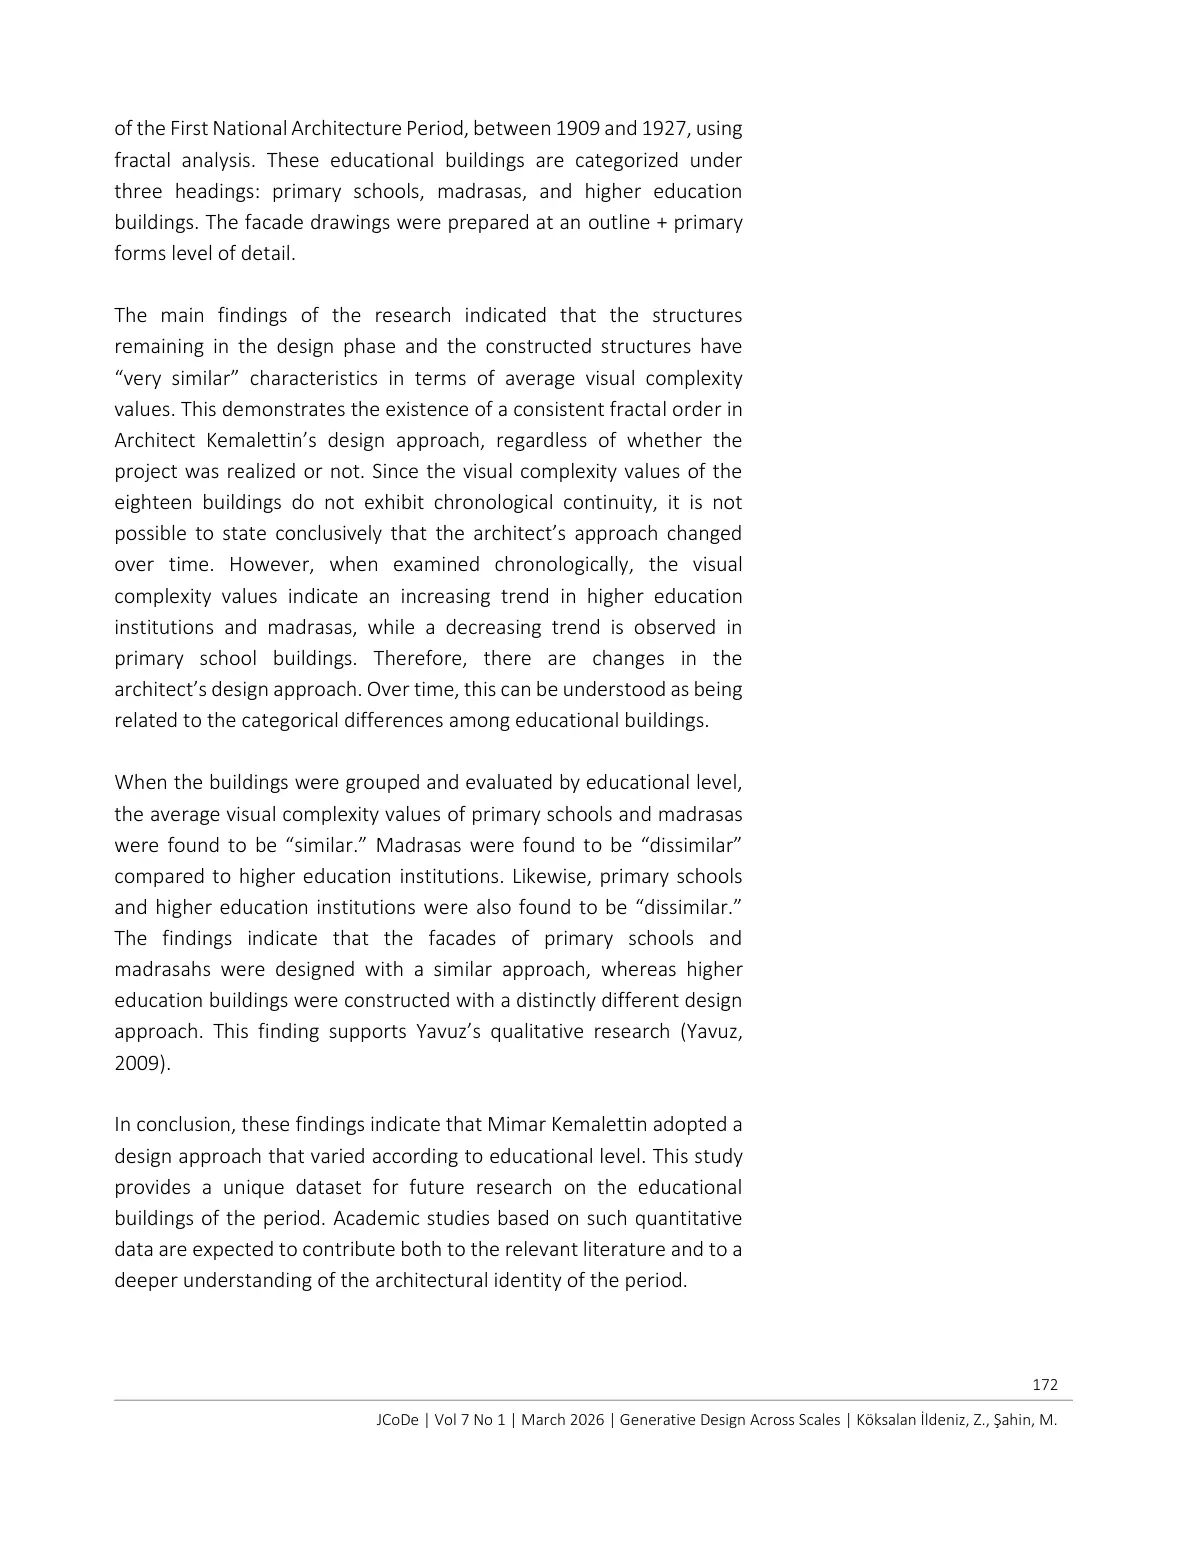 of the First National Architecture Period, between 1909 and 1927, using
fractal analysis. These educational buildings are categorized under
three headings: primary schools, madrasas, and higher education
buildings. The facade drawings were prepared at an outline + primary
forms level of detail.
The main findings of the research indicated that the structures
remaining in the design phase and the constructed structures have
“very similar” characteristics in terms of average visual complexity
values. This demonstrates the existence of a consistent fractal order in
Architect Kemalettin’s design approach, regardless of whether the
project was realized or not. Since the visual complexity values of the
eighteen buildings do not exhibit chronological continuity, it is not
possible to state conclusively that the architect’s approach changed
over time. However, when examined chronologically, the visual
complexity values indicate an increasing trend in higher education
institutions and madrasas, while a decreasing trend is observed in
primary school buildings. Therefore, there are changes in the
architect’s design approach. Over time, this can be understood as being
related to the categorical differences among educational buildings.
When the buildings were grouped and evaluated by educational level,
the average visual complexity values of primary schools and madrasas
were found to be “similar.” Madrasas were found to be “dissimilar”
compared to higher education institutions. Likewise, primary schools
and higher education institutions were also found to be “dissimilar.”
The findings indicate that the facades of primary schools and
madrasahs were designed with a similar approach, whereas higher
education buildings were constructed with a distinctly different design
approach. This finding supports Yavuz’s qualitative research (Yavuz,
2009).
In conclusion, these findings indicate that Mimar Kemalettin adopted a
design approach that varied according to educational level. This study
provides a unique dataset for future research on the educational
buildings of the period. Academic studies based on such quantitative
data are expected to contribute both to the relevant literature and to a
deeper understanding of the architectural identity of the period.
172
JCoDe | Vol 7 No 1 | March 2026 | Generative Design Across Scales | Köksalan İldeniz, Z., Şahin, M.